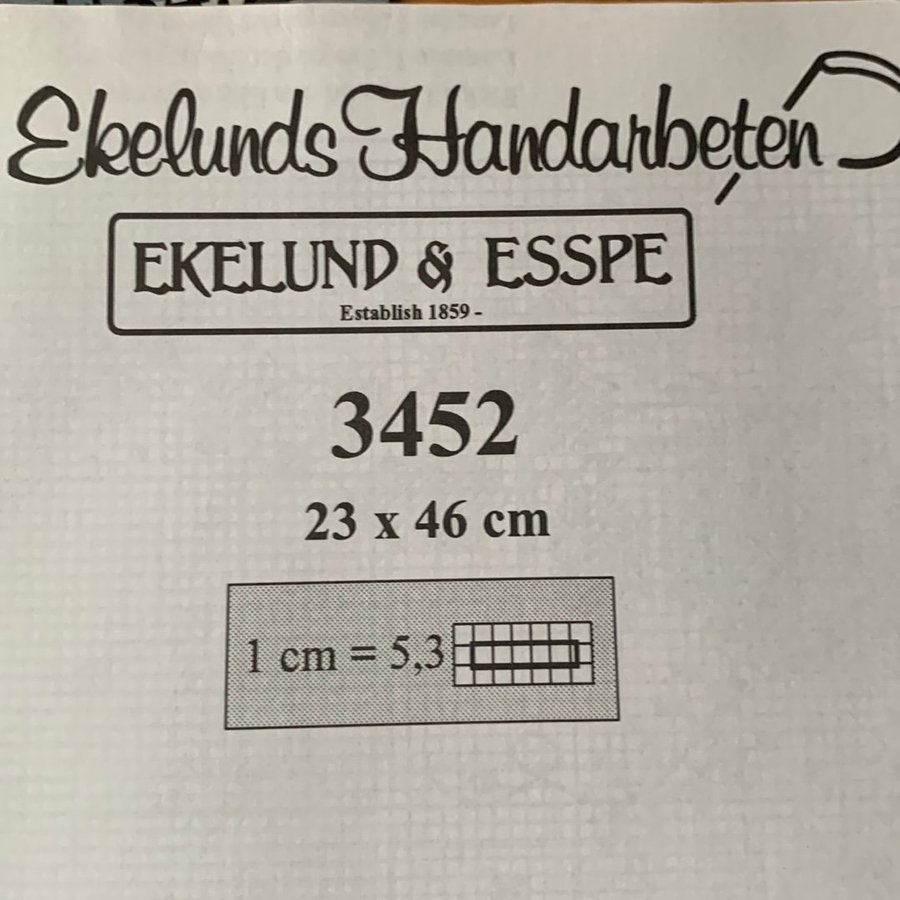 Ekelunds Handarbeten
EKELUND & ESSPE
Establish 1859 -
3452
23 x 46 cm
1 cm = 5,3